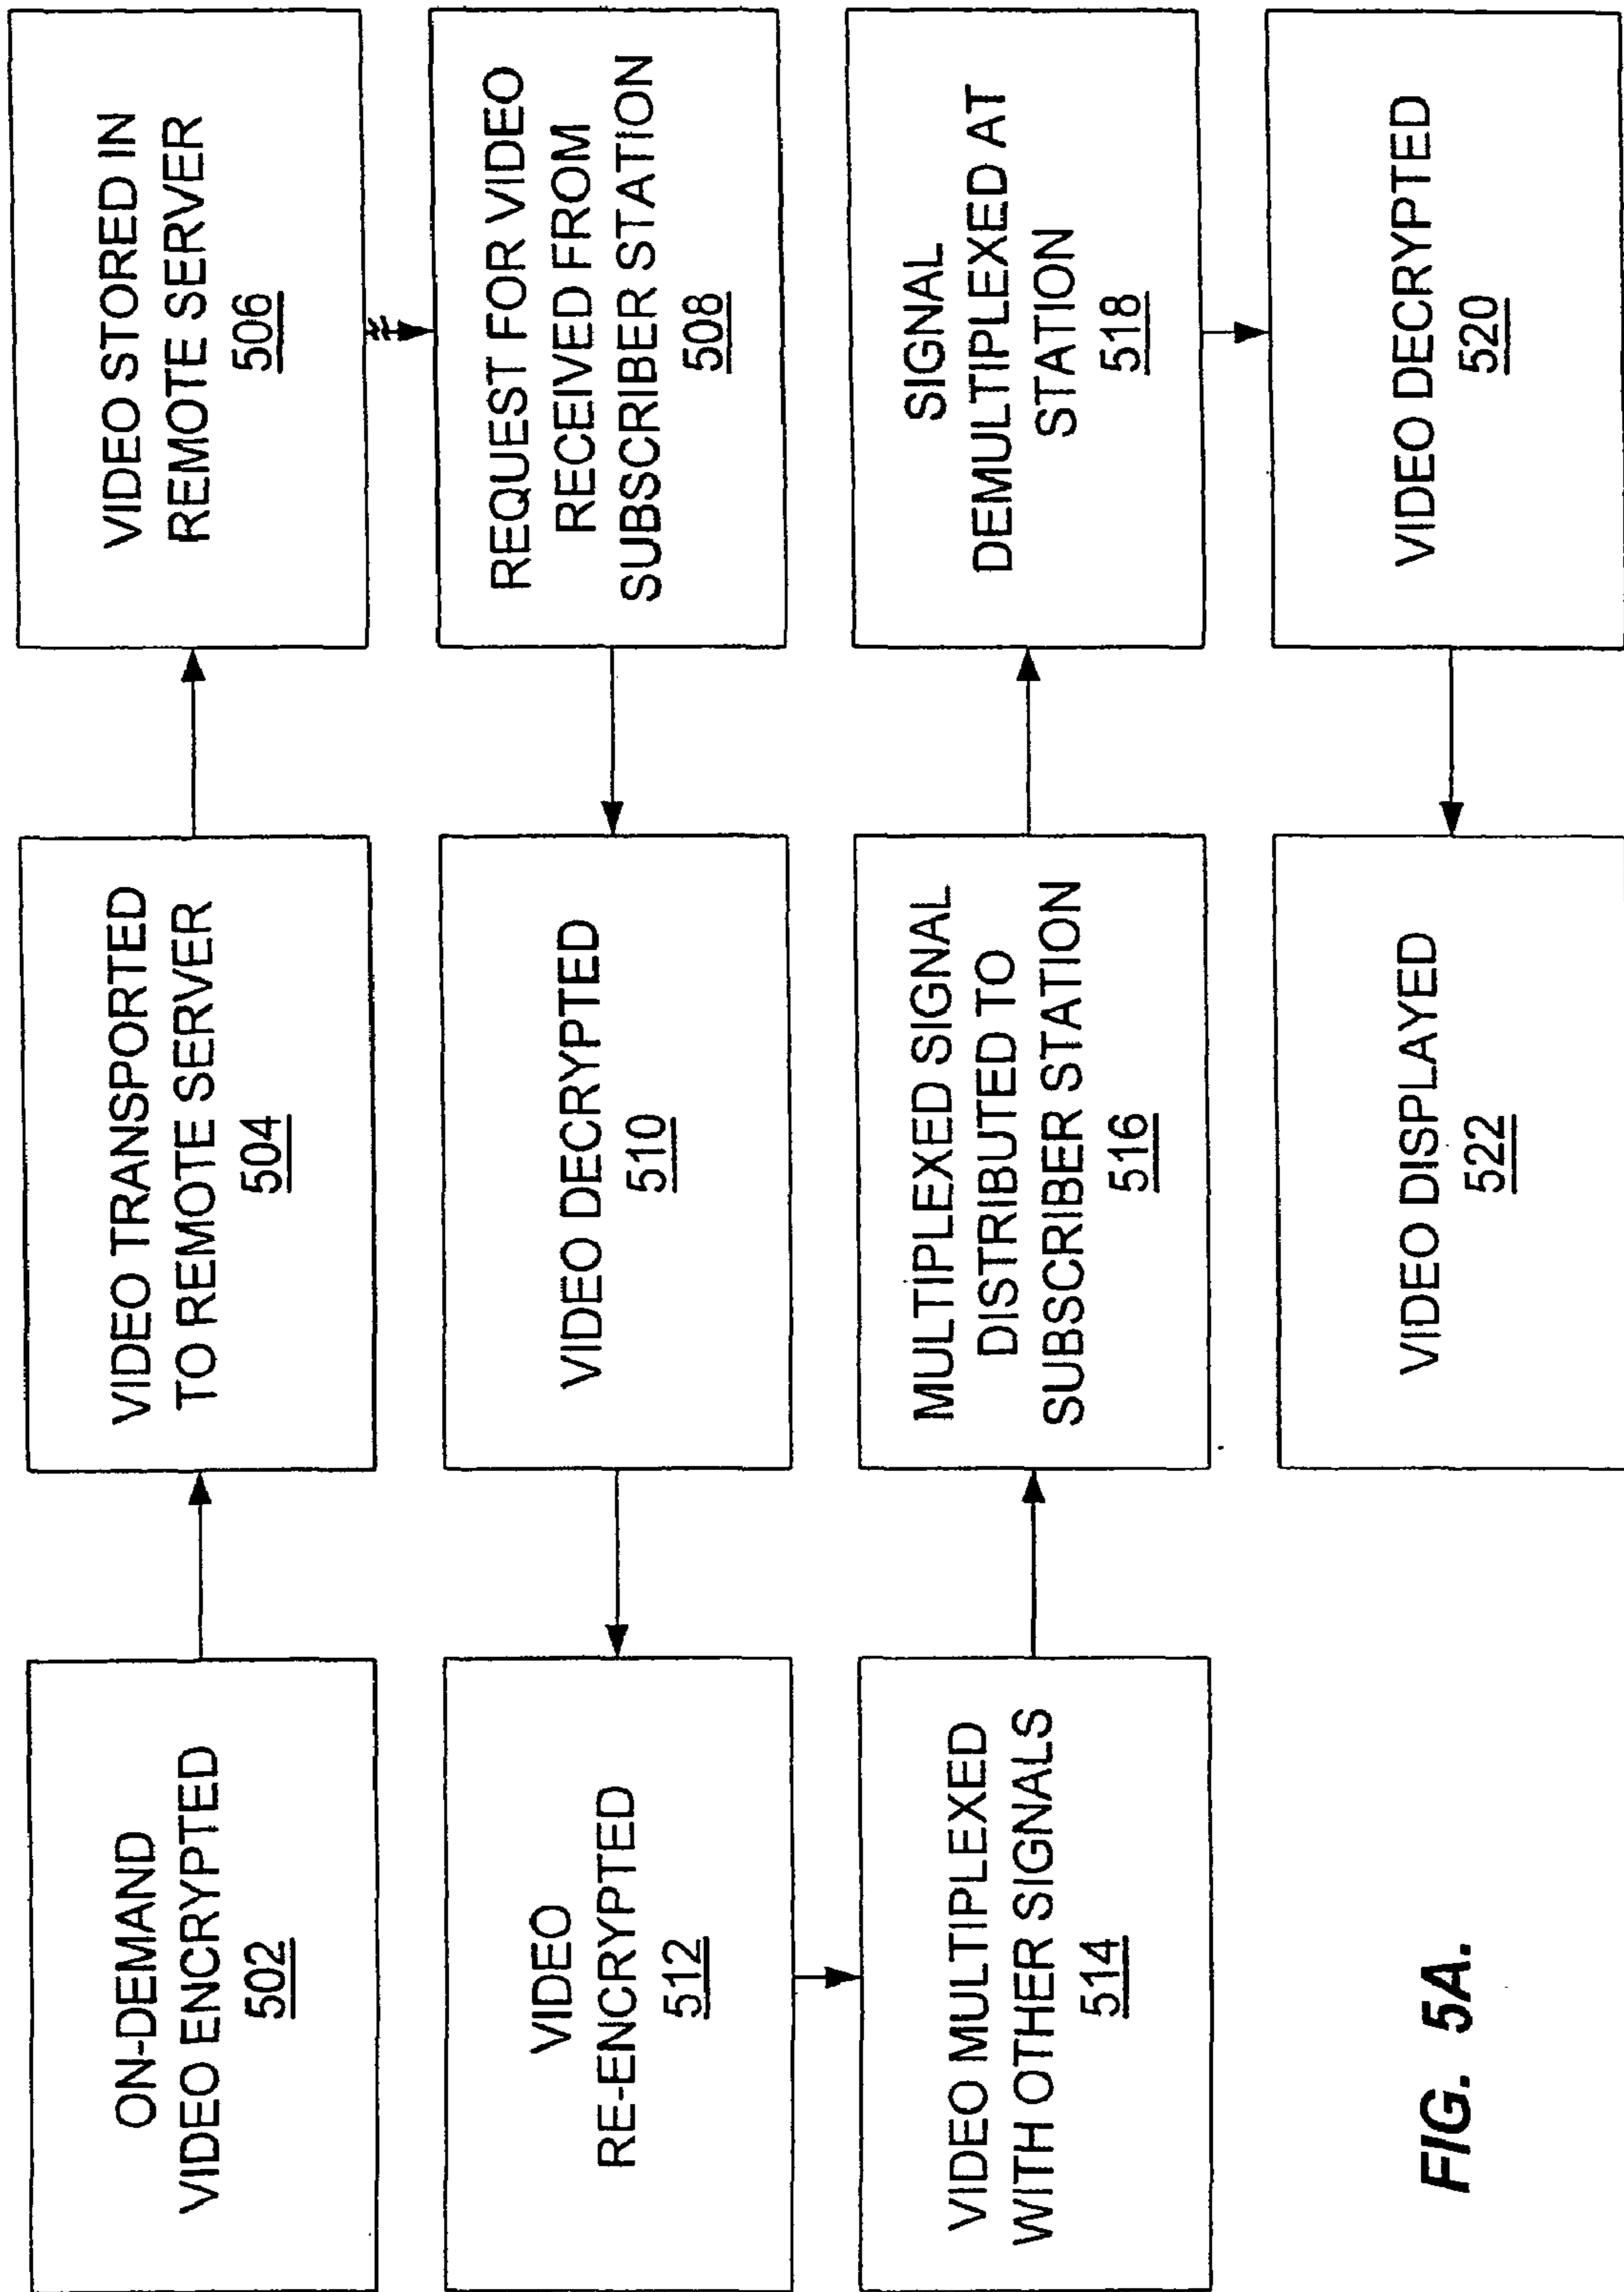 ON-DEMAND
VIDEO ENCRYPTED
502
VIDEO TRANSPORTED
TO REMOTE SERVER
504
VIDEO STORED IN
REMOTE SERVER
506
REQUEST FOR VIDEO
RECEIVED FROM
SUBSCRIBER STATION
508
VIDEO DECRYPTED
510
VIDEO
RE-ENCRYPTED
512
VIDEO MULTIPLEXED
WITH OTHER SIGNALS
514
MULTIPLEXED SIGNAL
DISTRIBUTED TO
SUBSCRIBER STATION
516
SIGNAL
DEMULTIPLEXED AT
STATION
518
VIDEO DECRYPTED
520
VIDEO DISPLAYED
522
FIG. 5A.